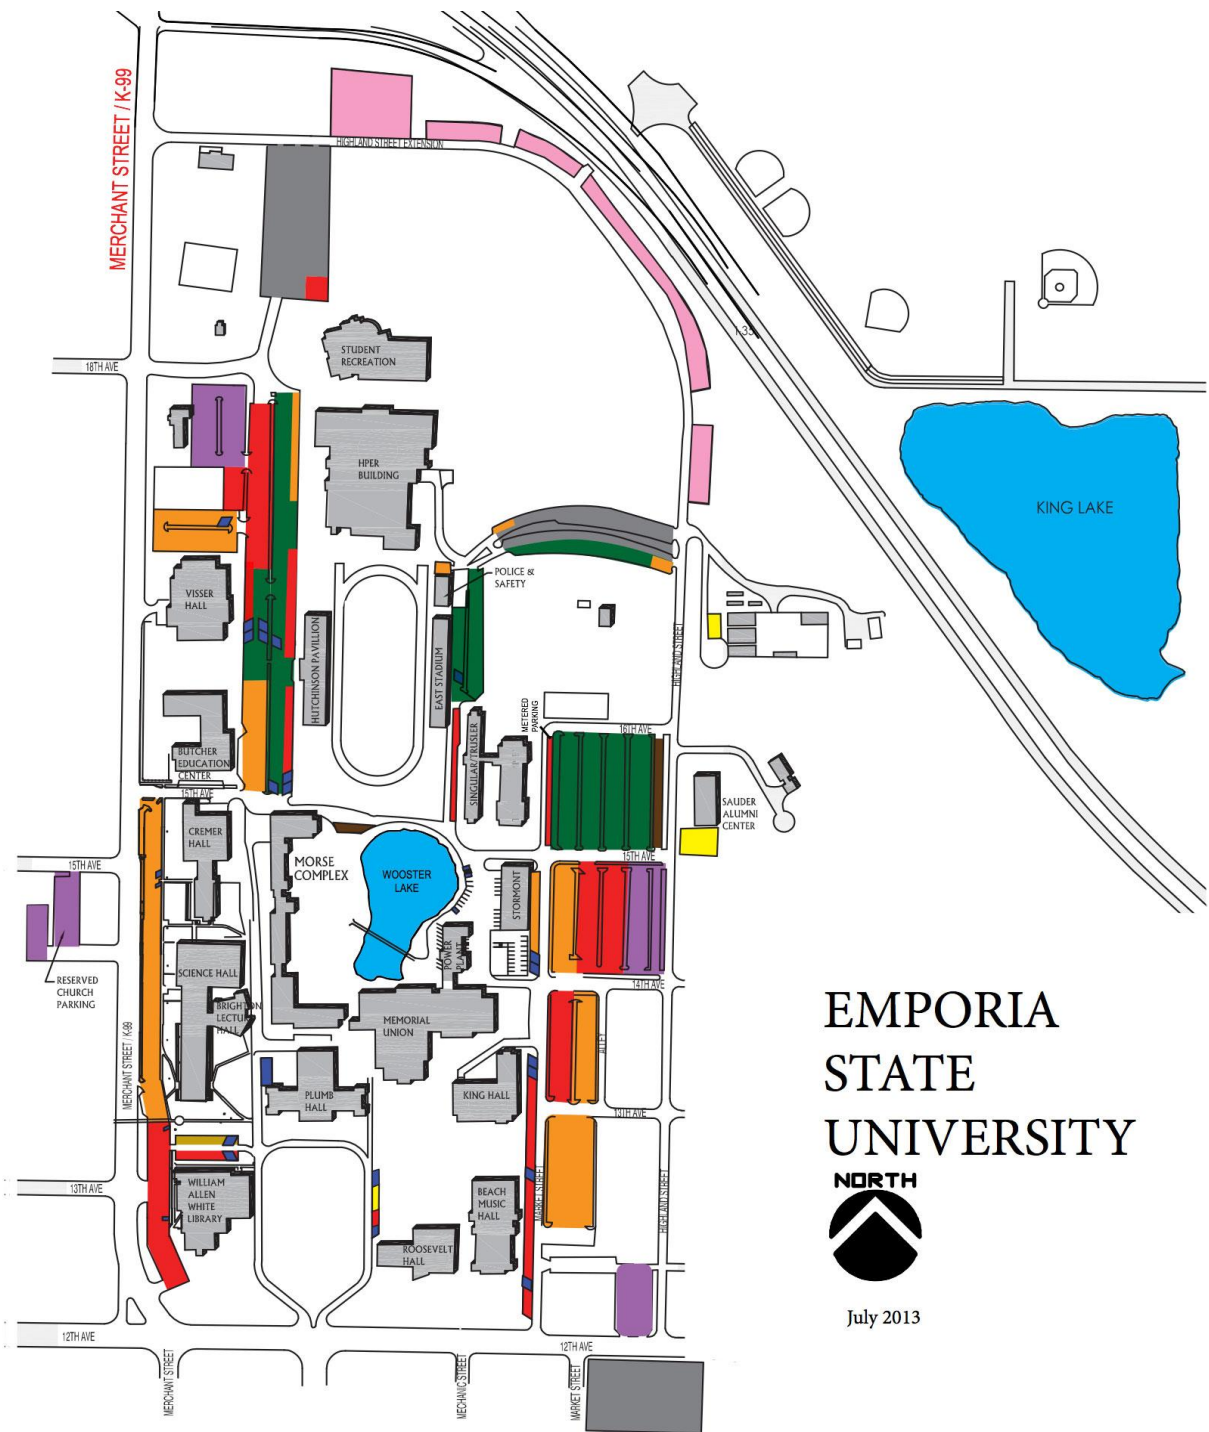 MERCHANT STREET / K-99
HIGHLAND STREET EXTENSION
I-35
STUDENT
RECREATION
18TH AVE
HPER
BUILDING
KING LAKE
POLICE &
SAFETY
VISSER
HALL
HUTCHINSON PAVILLION
EAST STADIUM
HIGHLAND STREET
METERED
PARKING
16TH AVE
SINGULAR/TRUSLER
BUTCHER
EDUCATION
CENTER
15TH AVE
CREMER
HALL
SAUDER
ALUMNI
CENTER
15TH AVE
15TH AVE
MORSE
COMPLEX
WOOSTER
LAKE
STORMONT
POWER
PLANT
SCIENCE HALL
RESERVED
CHURCH
PARKING
14TH AVE
BRIGHTON
LECTURE
HALL
MEMORIAL
UNION
EMPORIA
STATE
UNIVERSITY
MERCHANT STREET / K-99
ALLEY
PLUMB
HALL
KING HALL
13TH AVE
NORTH
13TH AVE
WILLIAM
ALLEN
WHITE
LIBRARY
BEACH
MUSIC
HALL
MARKET STREET
HIGHLAND STREET
ROOSEVELT
HALL
July 2013
12TH AVE
12TH AVE
MERCHANT STREET
MECHANIC STREET
MARKET STREET